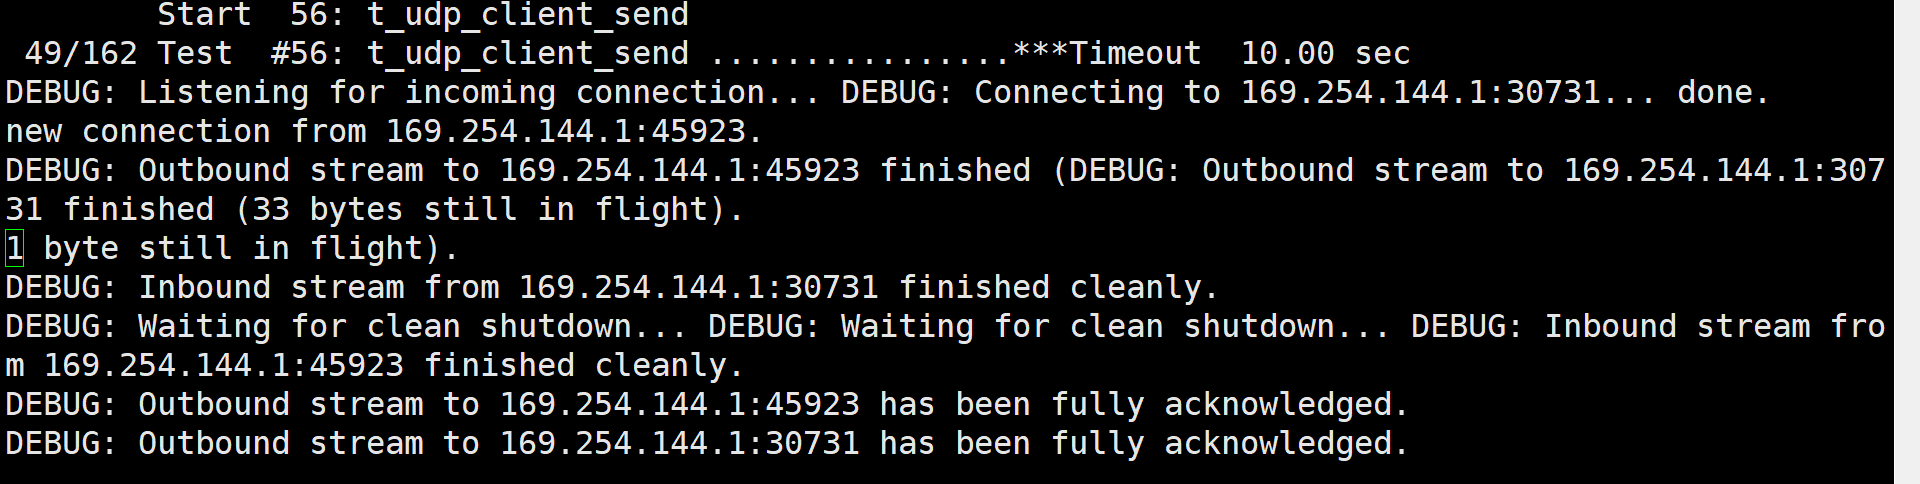 Start  56: t_udp_client_send
49/162 Test  #56: t_udp_client_send ................***Timeout  10.00 sec
DEBUG: Listening for incoming connection... DEBUG: Connecting to 169.254.144.1:30731... done.
new connection from 169.254.144.1:45923.
DEBUG: Outbound stream to 169.254.144.1:45923 finished (DEBUG: Outbound stream to 169.254.144.1:307
31 finished (33 bytes still in flight).
1 byte still in flight).
DEBUG: Inbound stream from 169.254.144.1:30731 finished cleanly.
DEBUG: Waiting for clean shutdown... DEBUG: Waiting for clean shutdown... DEBUG: Inbound stream fro
m 169.254.144.1:45923 finished cleanly.
DEBUG: Outbound stream to 169.254.144.1:45923 has been fully acknowledged.
DEBUG: Outbound stream to 169.254.144.1:30731 has been fully acknowledged.